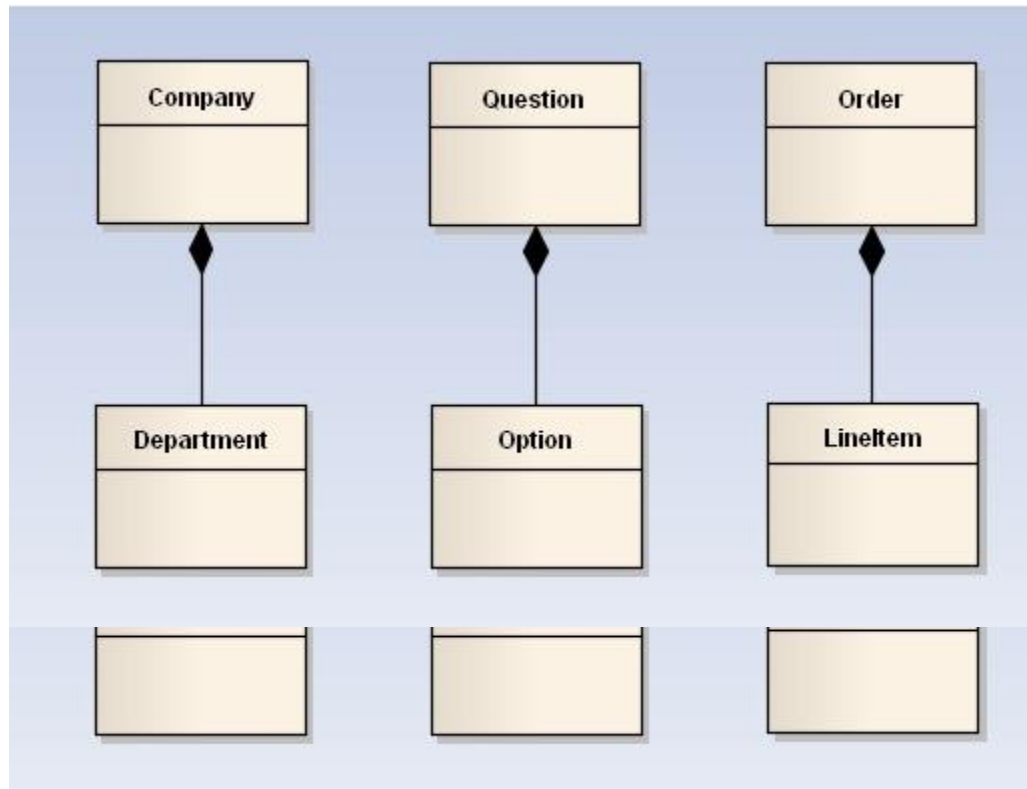 Company
Question
Order
Department
Option
LineItem